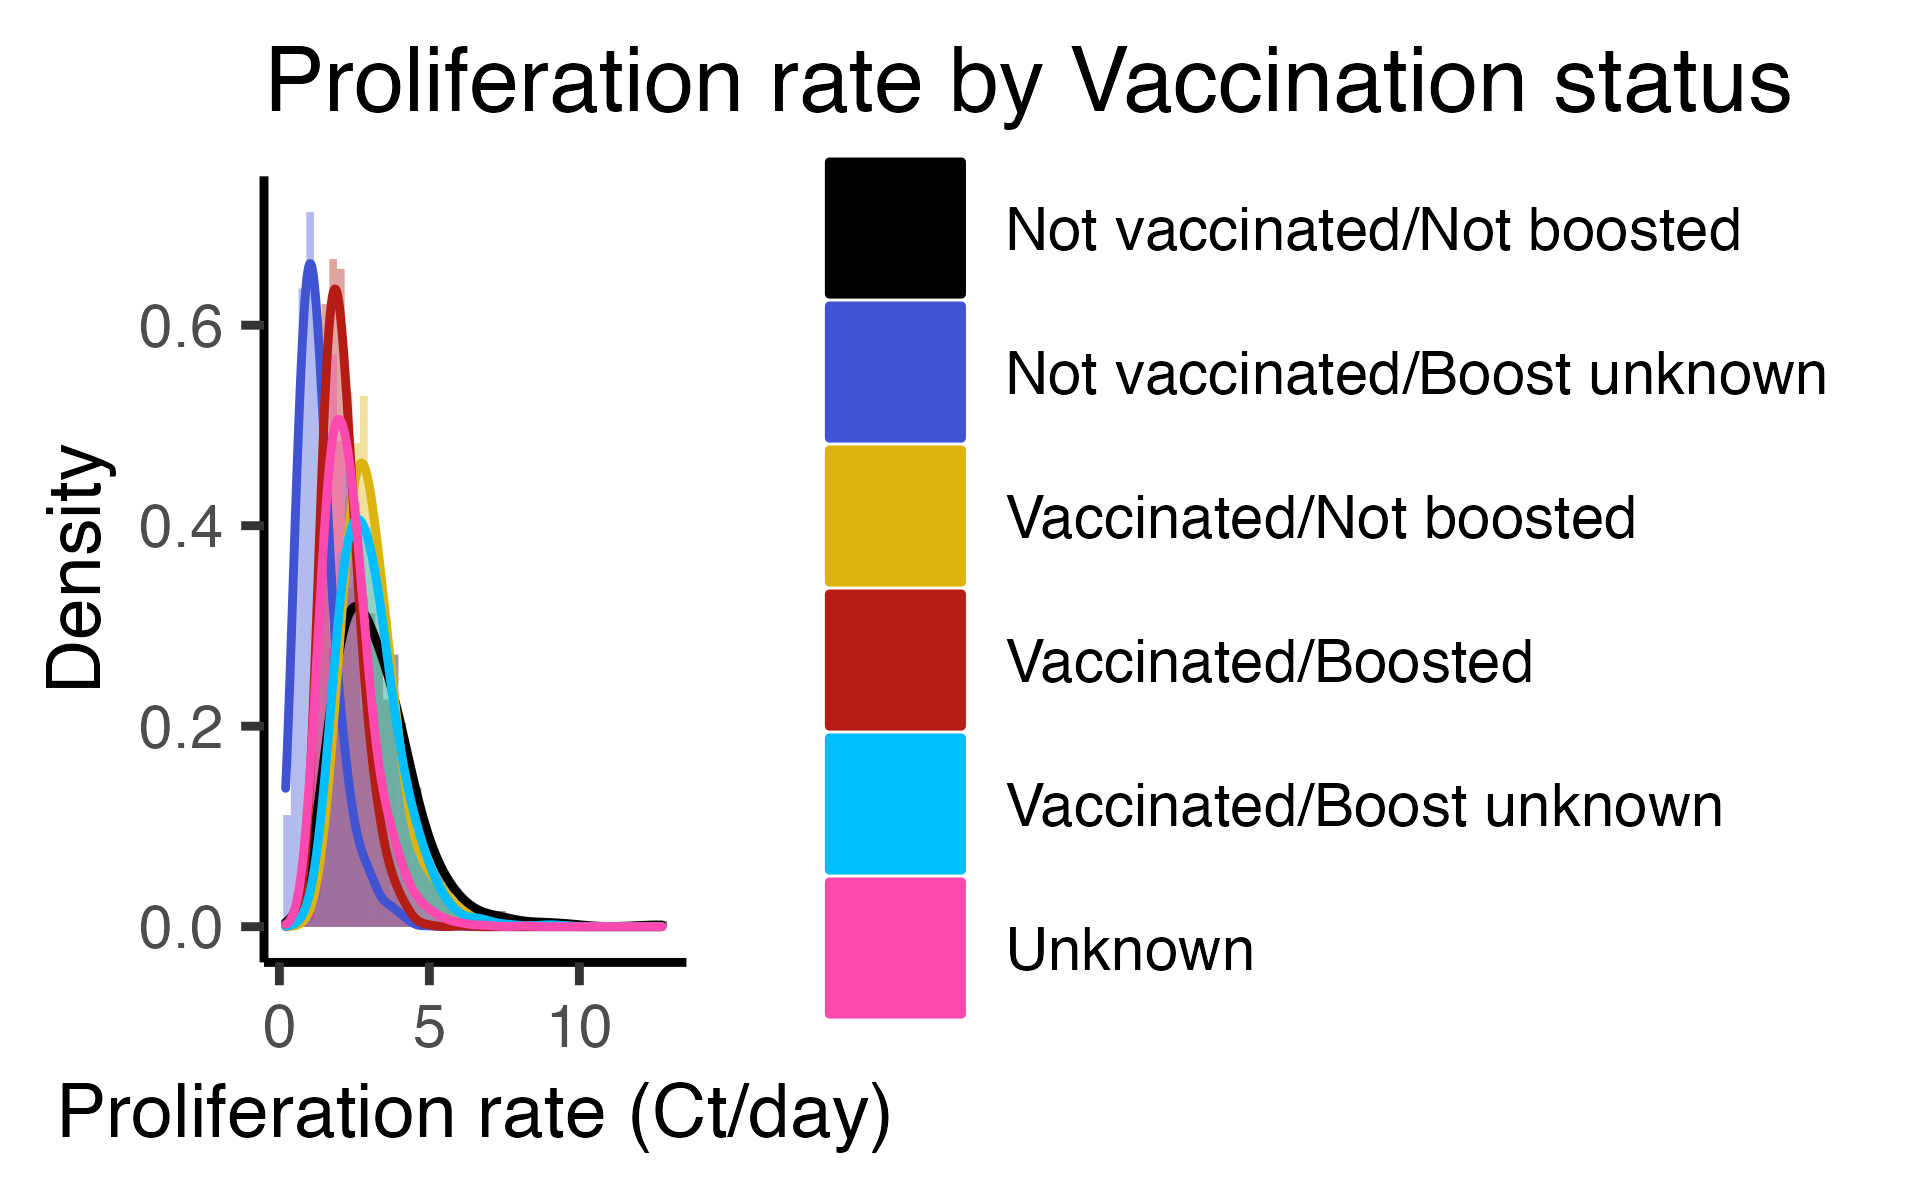 Proliferation rate by Vaccination status
Density
0.6
0.4
0.2
0.0
0 5 10
Proliferation rate (Ct/day)
Not vaccinated/Not boosted
Not vaccinated/Boost unknown
Vaccinated/Not boosted
Vaccinated/Boosted
Vaccinated/Boost unknown
Unknown